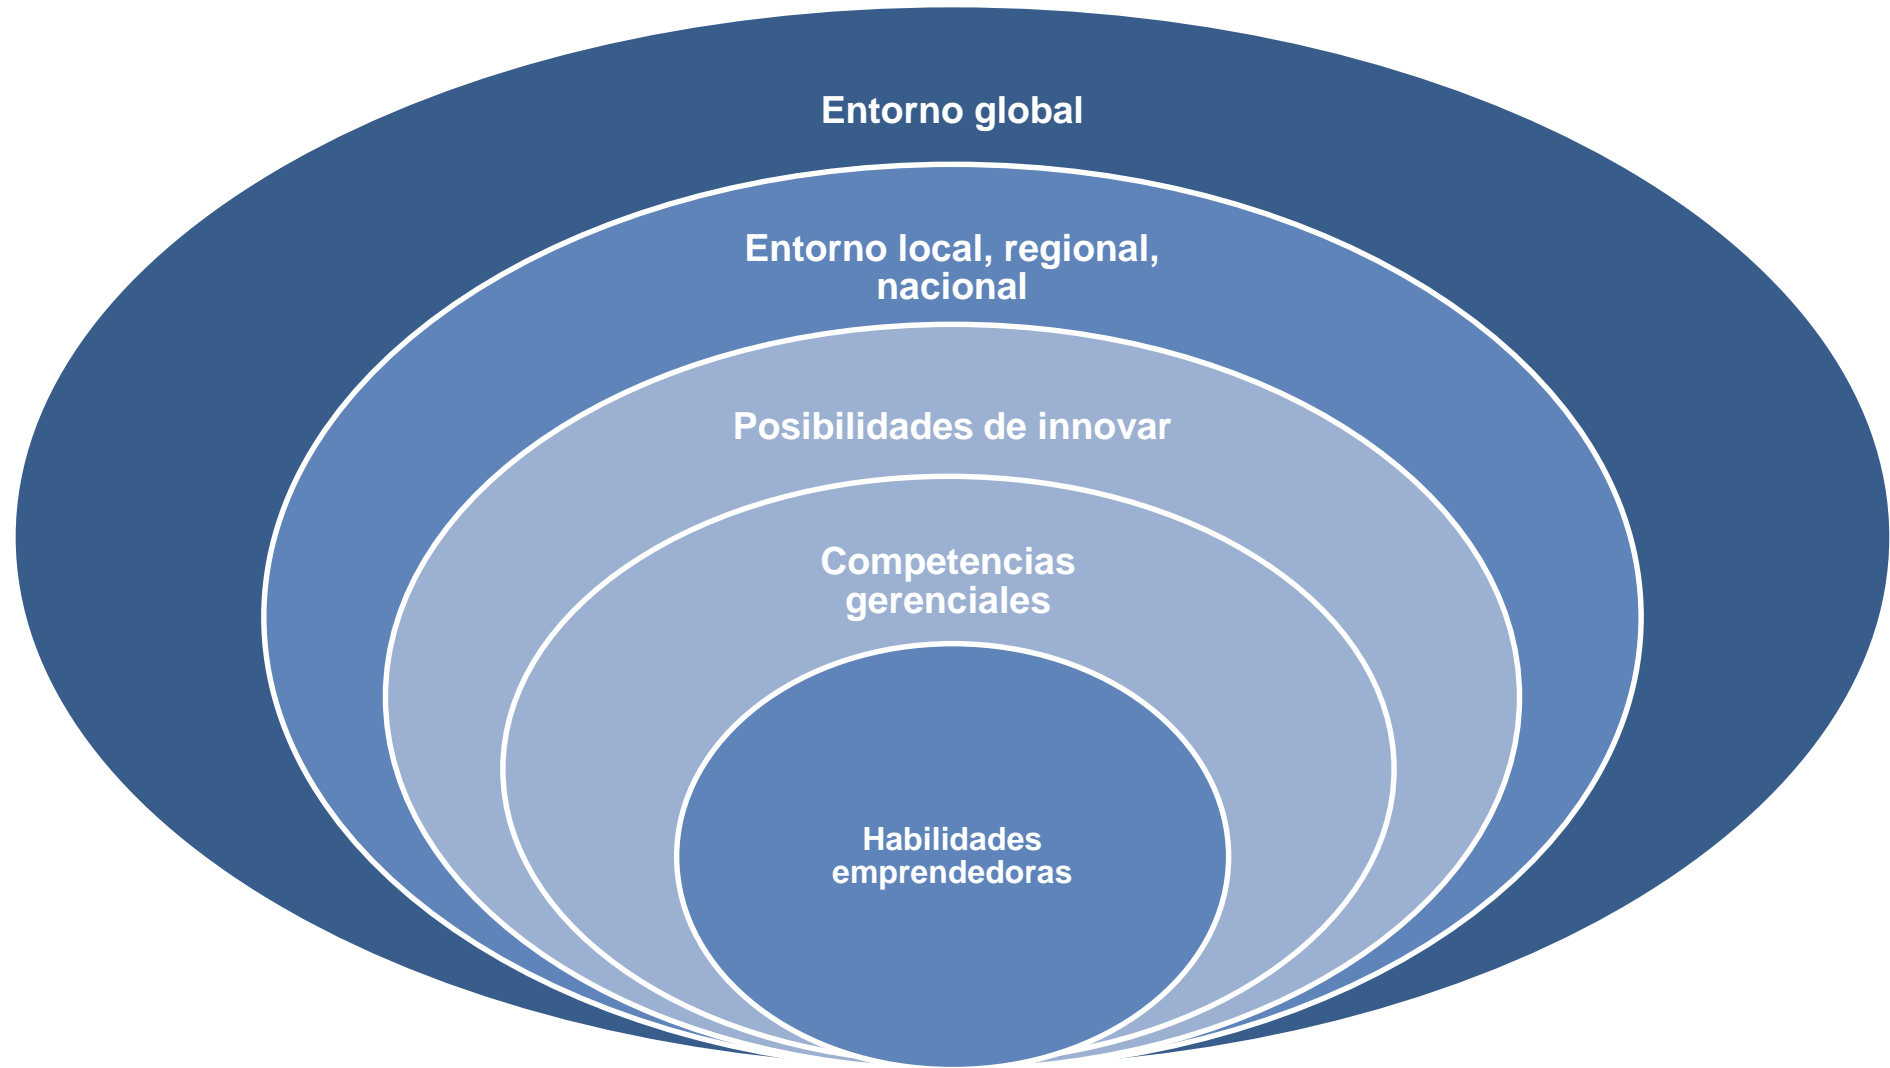 Entorno global
Entorno local, regional,
nacional
Posibilidades de innovar
Competencias
gerenciales
Habilidades
emprendedoras